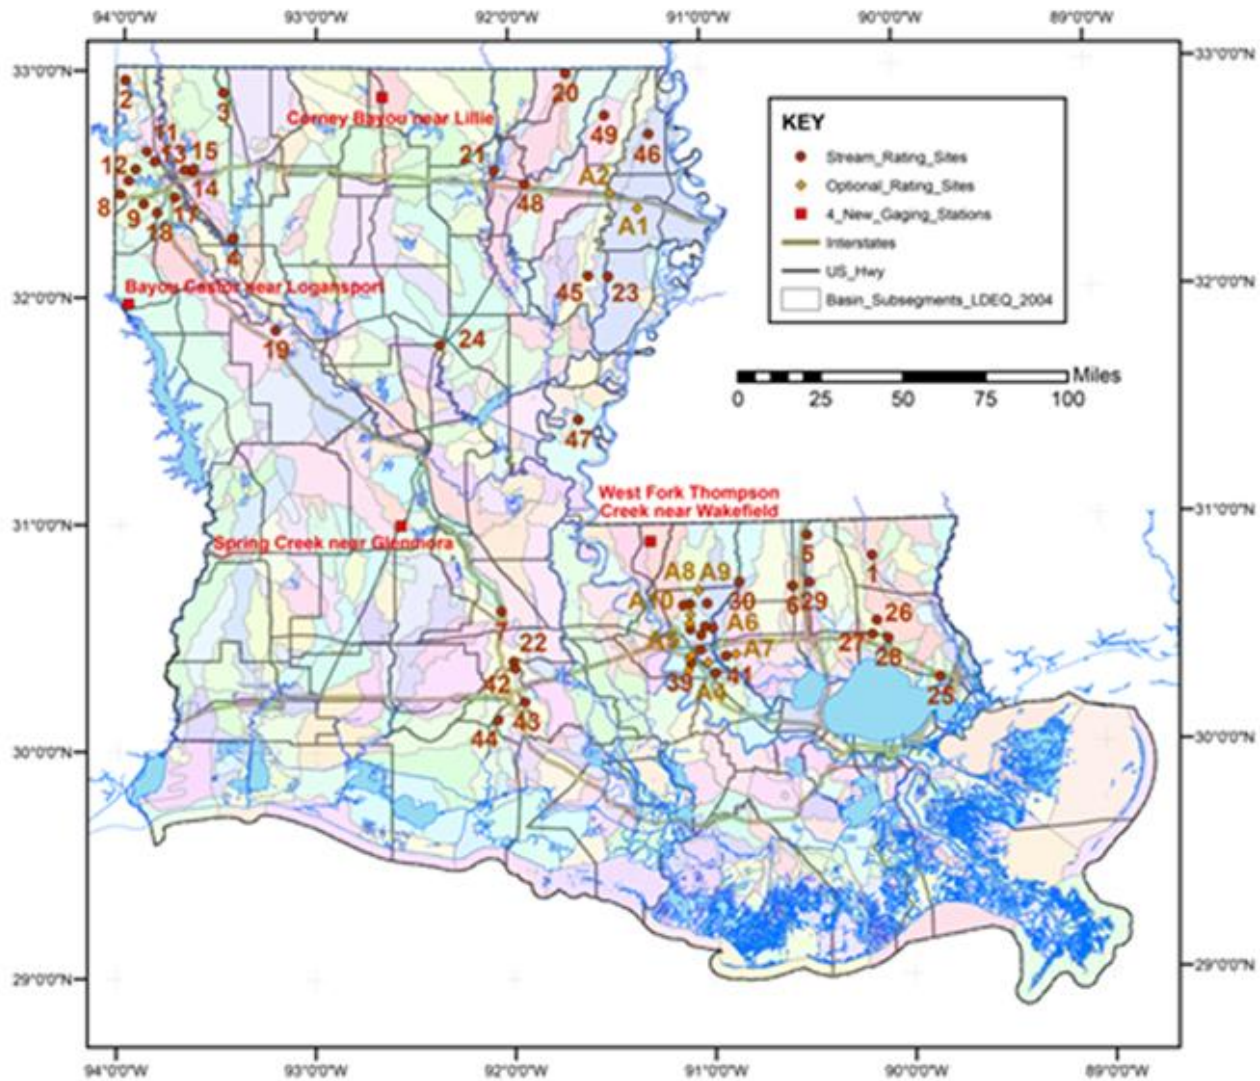 94°0'0"W 93°0'0"W 92°0'0"W 91°0'0"W 90°0'0"W 89°0'0"W
33°0'0"N 33°0'0"N
2 3 20
KEY
Corney Bayou near Lillie
49 46
11 13 15
Stream_Rating_Sites
12 21 A2
Optional_Rating_Sites
8 14 48
4_New_Gaging_Stations
9 17 A1
18
Interstates
4
US_Hwy
Bayou Castor near Logansport
45 23
Basin_Subsegments_LDEQ_2004
32°0'0"N 32°0'0"N
19 24
Miles
0 25 50 75 100
47
West Fork Thompson
Creek near Wakefield
31°0'0"N 31°0'0"N
Spring Creek near Glenmora
5
A8 A9 1
A10 30 6 29
26
7 A6
22 A7 27 28
42 39 41 25
A4
43
44
30°0'0"N 30°0'0"N
29°0'0"N 29°0'0"N
94°0'0"W 93°0'0"W 92°0'0"W 91°0'0"W 90°0'0"W 89°0'0"W